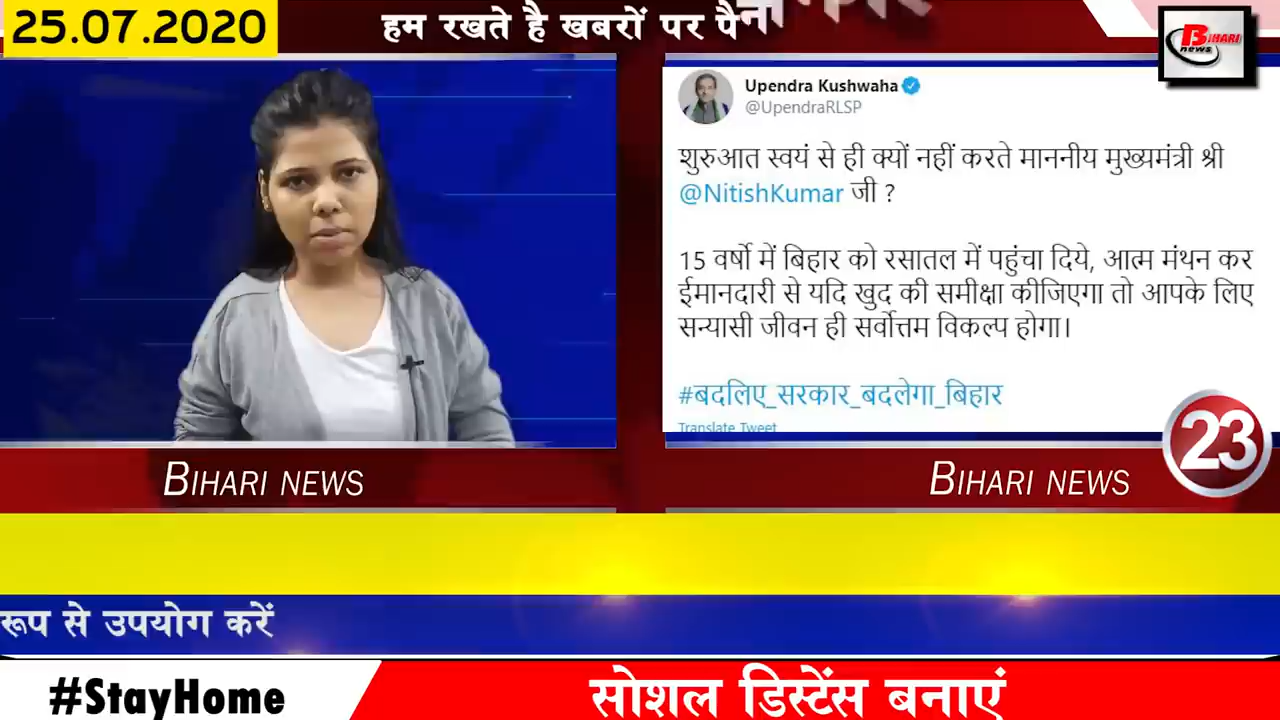 25.07.2020
हम रखते है खबरों पर पैनी
BIHARI news
Upendra Kushwaha
@UpendraRLSP
शुरुआत स्वयं से ही क्यों नहीं करते माननीय मुख्यमंत्री श्री
@NitishKumar जी ?
15 वर्षो में बिहार को रसातल में पहुंचा दिये, आत्म मंथन कर
ईमानदारी से यदि खुद की समीक्षा कीजिएगा तो आपके लिए
सन्यासी जीवन ही सर्वोत्तम विकल्प होगा।
#बदलिए_सरकार_बदलेगा_बिहार
Translate Tweet
23
BIHARI NEWS
BIHARI NEWS
रूप से उपयोग करें
#StayHome
सोशल डिस्टेंस बनाएं